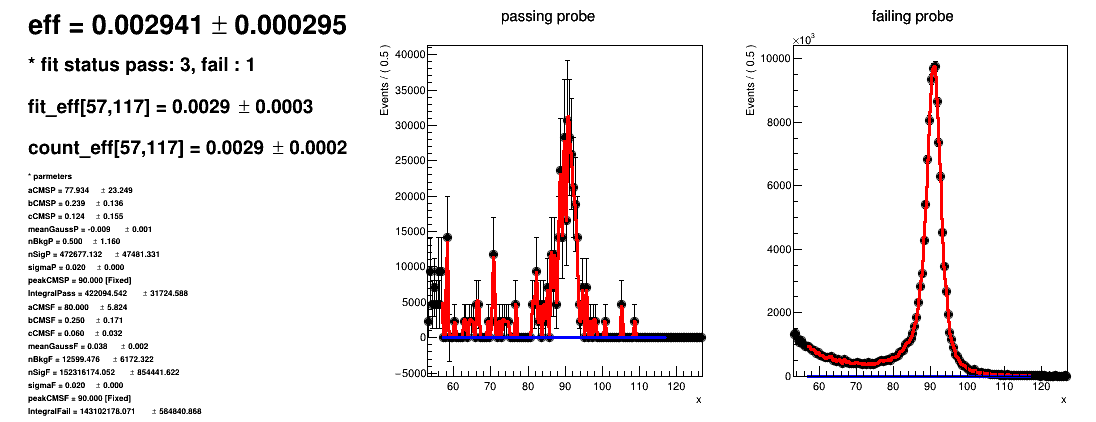 eff = 0.002941 ± 0.000295
* fit status pass: 3, fail : 1
fit_eff[57,117] = 0.0029 ± 0.0003
count_eff[57,117] = 0.0029 ± 0.0002
* parmeters
aCMSP = 77.934 ± 23.249
bCMSP = 0.239 ± 0.136
cCMSP = 0.124 ± 0.155
meanGaussP = -0.009 ± 0.001
nBkgP = 0.500 ± 1.160
nSigP = 472677.132 ± 47481.331
sigmaP = 0.020 ± 0.000
peakCMSP = 90.000 [Fixed]
IntegralPass = 422094.542 ± 31724.588
aCMSF = 80.000 ± 5.824
bCMSF = 0.250 ± 0.171
cCMSF = 0.060 ± 0.032
meanGaussF = 0.038 ± 0.002
nBkgF = 12599.476 ± 6172.322
nSigF = 152316174.052 ± 854441.622
sigmaF = 0.020 ± 0.000
peakCMSF = 90.000 [Fixed]
IntegralFail = 143102178.071 ± 584840.868
passing probe
Events / ( 0.5 )
40000
35000
30000
25000
20000
15000
10000
5000
0
−5000
60 70 80 90 100 110 120
x
failing probe
×10³
Events / ( 0.5 )
10000
8000
6000
4000
2000
0
60 70 80 90 100 110 120
x